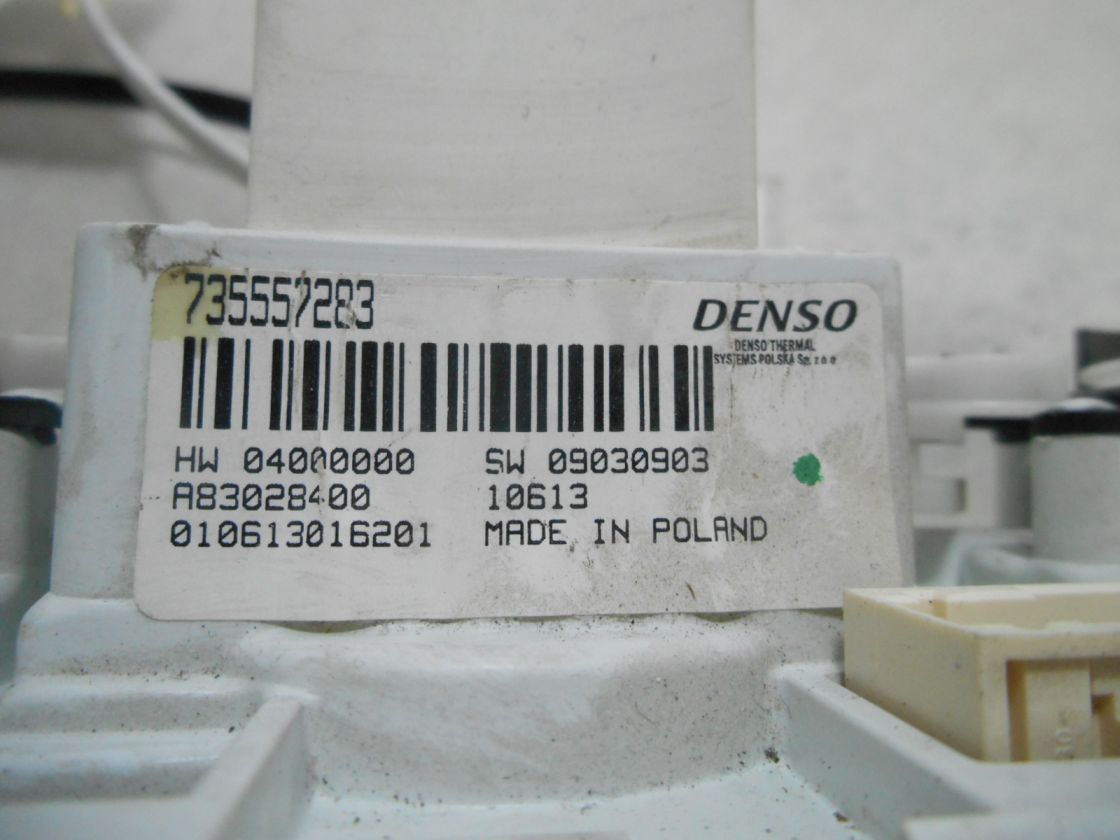 735557283
DENSO
DENSO THERMAL
SYSTEMS POLSKA Sp. z o o
HW 04000000 SW 09030903
A83028400 10613
010613016201 MADE IN POLAND